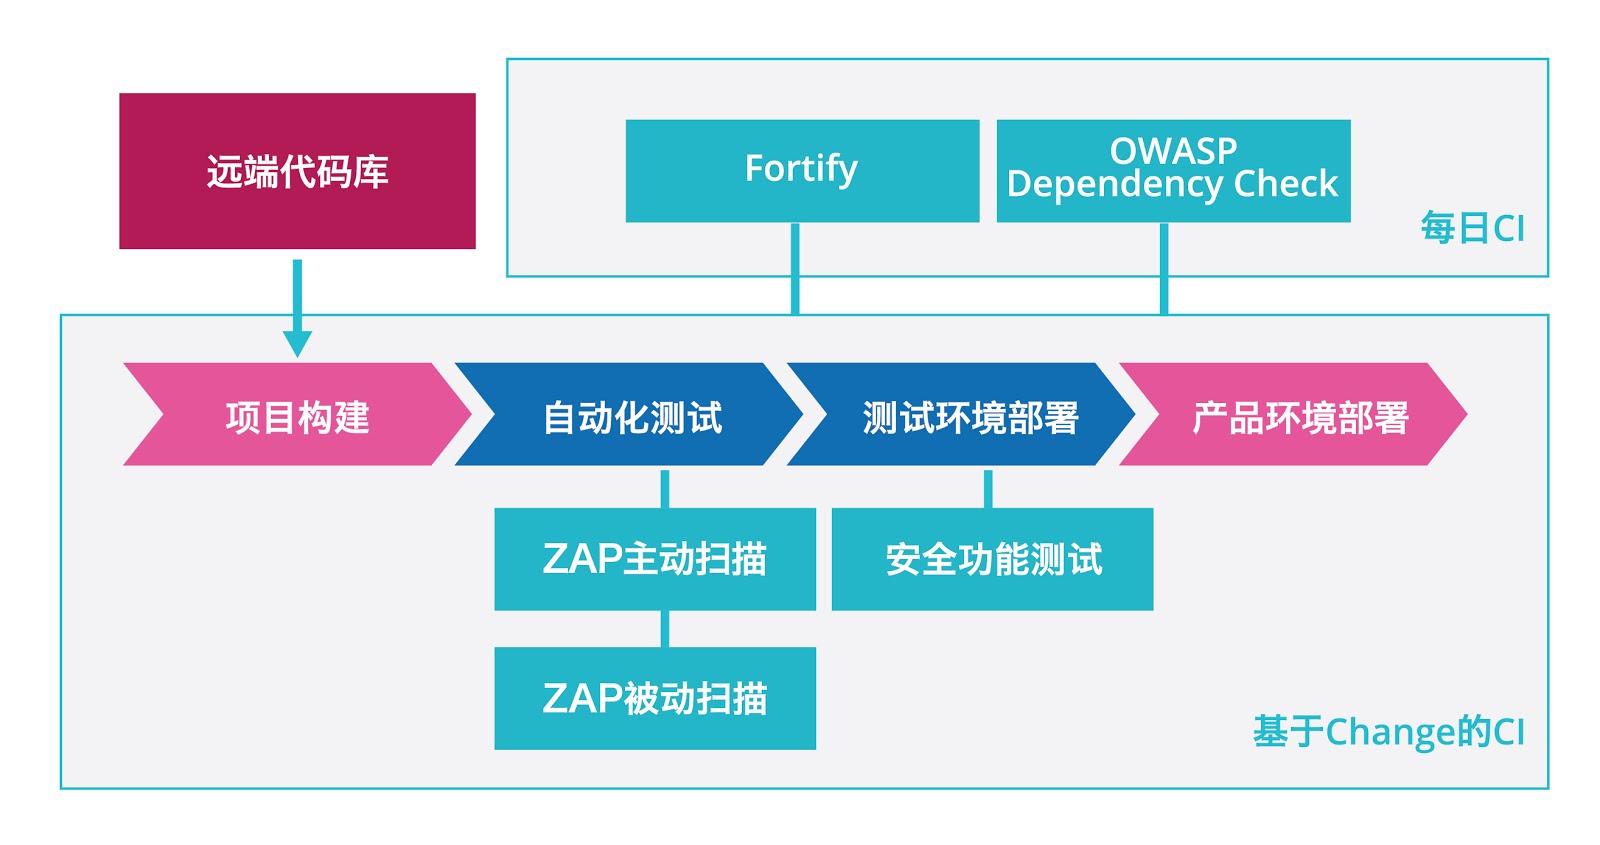 远端代码库
Fortify
OWASP
Dependency Check
每日CI
项目构建
自动化测试
测试环境部署
产品环境部署
ZAP主动扫描
安全功能测试
ZAP被动扫描
基于Change的CI